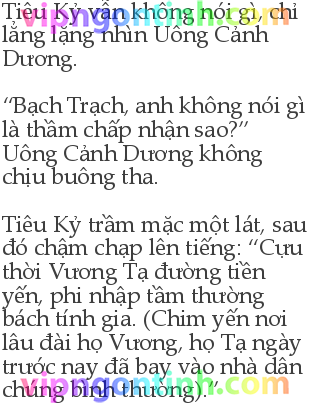 Tiêu Kỷ vẫn không nói gì, chỉ
vipngontinh.com
lẳng lặng nhìn Uông Cảnh
Dương.
“Bạch Trạch, anh không nói gì
là thầm chấp nhận sao?”
Uông Cảnh Dương không
chịu buông tha.
Tiêu Kỷ trầm mặc một lát, sau
đó chậm chạp lên tiếng: “Cựu
thời Vương Tạ đường tiền
yến, phi nhập tầm thường
bách tính gia. (Chim yến nơi
lâu đài họ Vương, họ Tạ ngày
trước nay đã bay vào nhà dân
chúng bình thường).”
vipngontinh.com